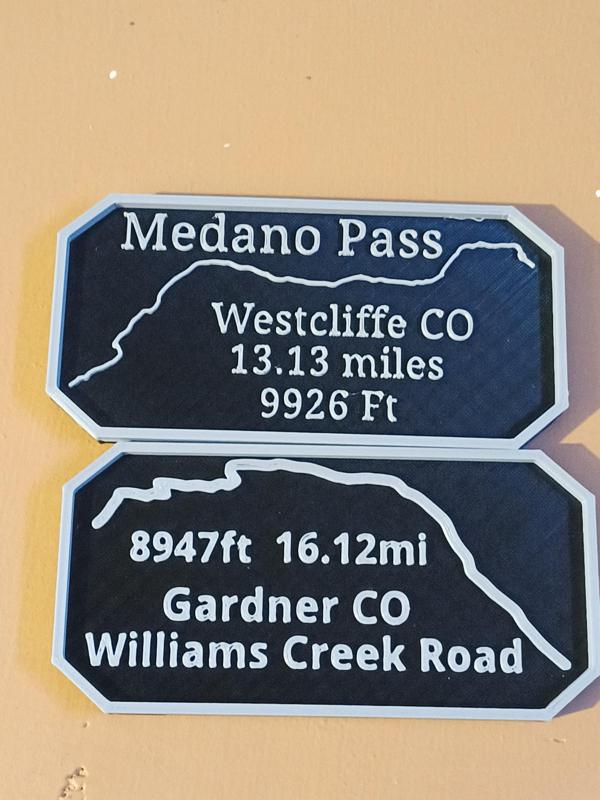 Medano Pass
Westcliffe CO
13.13 miles
9926 Ft
8947ft 16.12mi
Gardner CO
Williams Creek Road